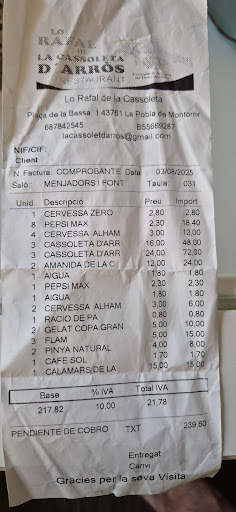 LO
RAFAL
DE
LA CASSOLETA
D'ARRÒS
RESTAURANT
Lo Rafal de la Cassoleta
Plaça de la Bassa, 1 43761 La Pobla de Montorne
687842545 B55669287
lacassoletdarros@gmail.com
NIF/CIF:
Client
N Factura: COMPROBANTE Data 03/08/2025
Saló:: MENJADORS I FONT Taula 031
Unid. Descripció Preu Import
1 CERVESSA ZERO 2,80 2,80
8 PEPSI MAX 2,30 18,40
4 CERVESSA ALHAM 3,00 12,00
3 CASSOLETA D'ARR 16,00 48,00
3 CASSOLETA D'ARR 24,00 72,00
2 AMANIDA DE LA C 12,00 24,00
1 AIGUA 1,80 1,80
1 PEPSI MAX 2,30 2,30
1 AIGUA 1,80 1,80
2 CERVESSA ALHAM 3,00 6,00
1 RACIO DE PA 0,80 0,80
2 GELAT COPA GRAN 5,00 10,00
3 FLAM 5,00 15,00
2 PINYA NATURAL 4,00 8,00
1 CAFE SOL 1,70 1,70
1 CALAMARS DE LA 15,00 15,00
Base % IVA Total IVA
217,82 10,00 21,78
PENDIENTE DE COBRO TXT 239,60
Entregat
Canvi
Gracies per la seva Visita